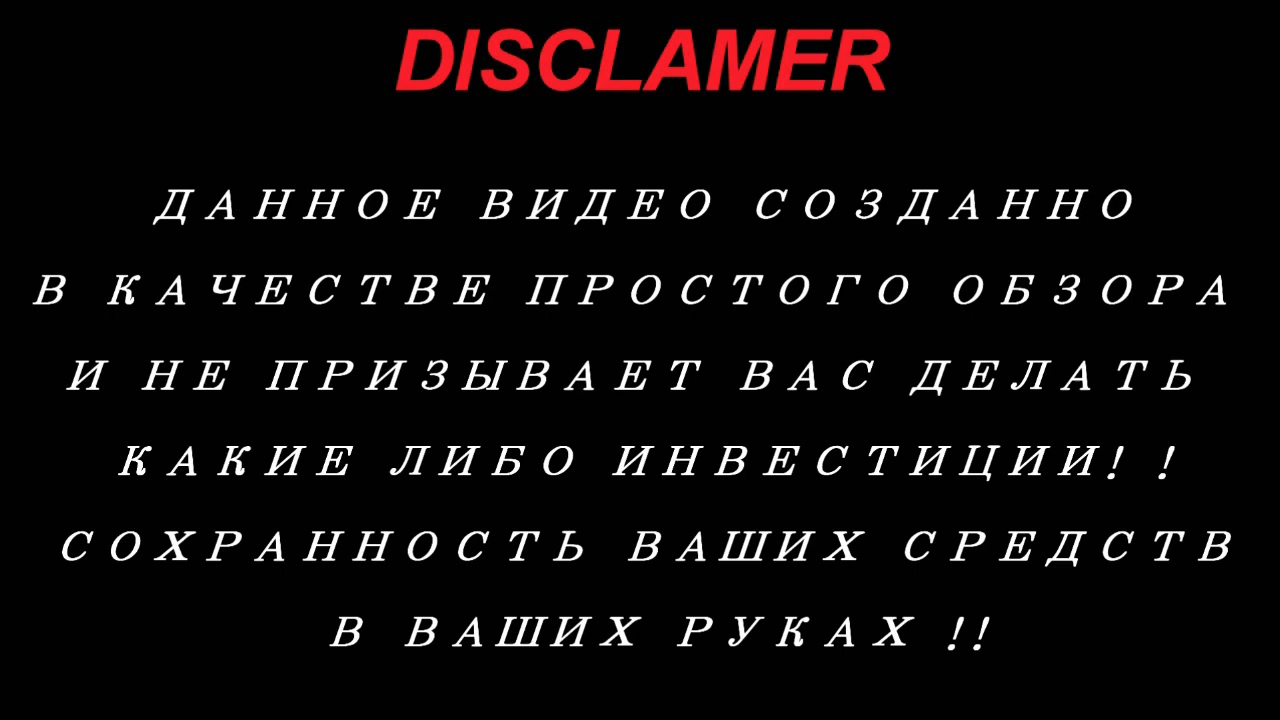 DISCLAMER
ДАННОЕ ВИДЕО СОЗДАННО
В КАЧЕСТВЕ ПРОСТОГО ОБЗОРА
И НЕ ПРИЗЫВАЕТ ВАС ДЕЛАТЬ
КАКИЕ ЛИБО ИНВЕСТИЦИИ! !
СОХРАННОСТЬ ВАШИХ СРЕДСТВ
В ВАШИХ РУКАХ !!